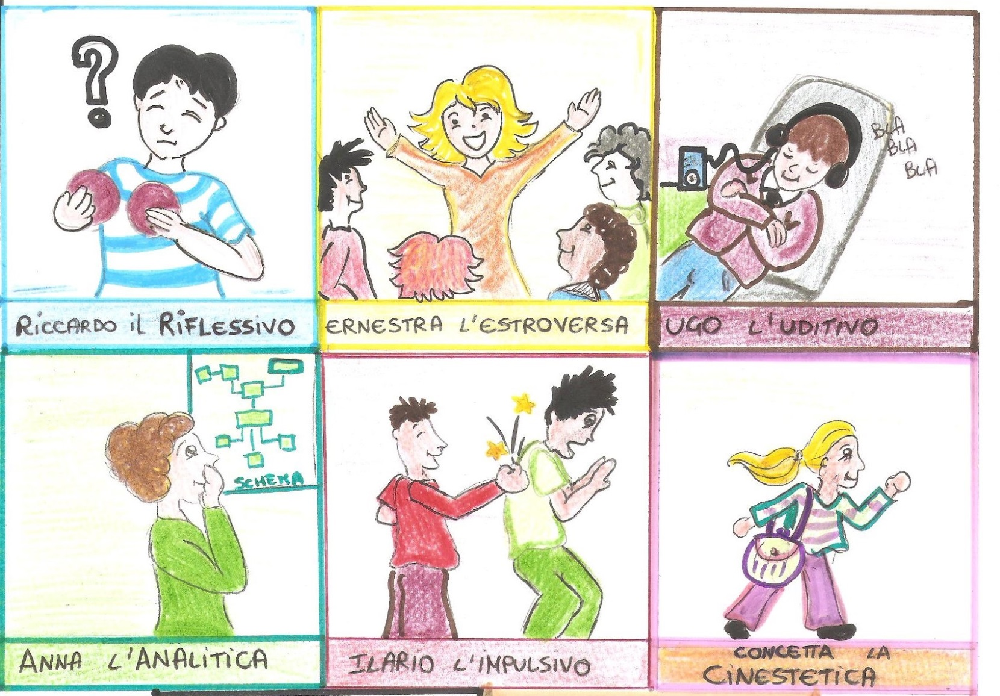 ?
RiCCARDO iL RiFLESSiVO
ERNESTRA L'ESTROVERSA
BLA
BLA
BLA
UGO L'UDITIVO
SCHEMA
ANNA L'ANALITICA
ILARIO L'IMPULSIVO
CONCETTA LA
CiNESTETiCA